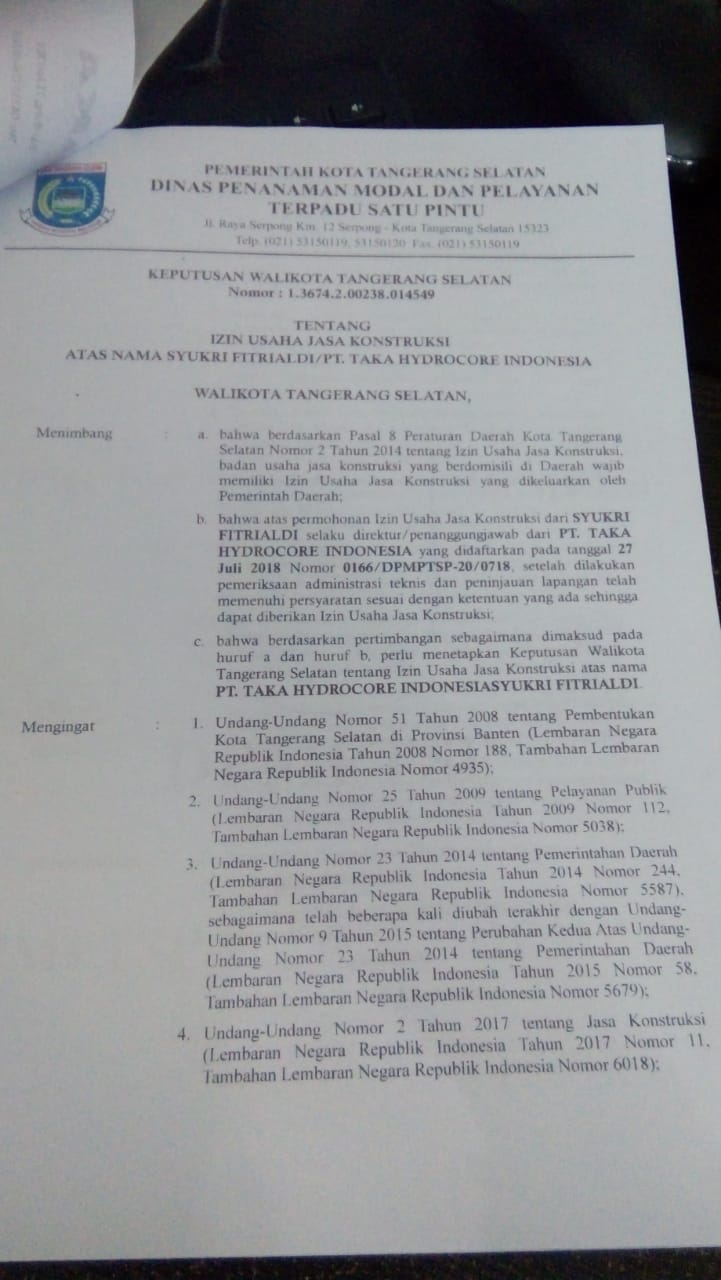 PEMERINTAH KOTA TANGERANG SELATAN
DINAS PENANAMAN MODAL DAN PELAYANAN
TERPADU SATU PINTU
Jl. Raya Serpong Km. 12 Serpong - Kota Tangerang Selatan 15323
Telp. (021) 53150119, 53150120 Fax. (021) 53150119
KEPUTUSAN WALIKOTA TANGERANG SELATAN
Nomor : 1.3674.2.00238.014549
TENTANG
IZIN USAHA JASA KONSTRUKSI
ATAS NAMA SYUKRI FITRIALDI/PT. TAKA HYDROCORE INDONESIA
WALIKOTA TANGERANG SELATAN,
Menimbang : a. bahwa berdasarkan Pasal 8 Peraturan Daerah Kota Tangerang
Selatan Nomor 2 Tahun 2014 tentang Izin Usaha Jasa Konstruksi,
badan usaha jasa konstruksi yang berdomisili di Daerah wajib
memiliki Izin Usaha Jasa Konstruksi yang dikeluarkan oleh
Pemerintah Daerah;
b. bahwa atas permohonan Izin Usaha Jasa Konstruksi dari SYUKRI
FITRIALDI selaku direktur/penanggungjawab dari PT. TAKA
HYDROCORE INDONESIA yang didaftarkan pada tanggal 27
Juli 2018 Nomor 0166/DPMPTSP-20/0718, setelah dilakukan
pemeriksaan administrasi teknis dan peninjauan lapangan telah
memenuhi persyaratan sesuai dengan ketentuan yang ada sehingga
dapat diberikan Izin Usaha Jasa Konstruksi;
c. bahwa berdasarkan pertimbangan sebagaimana dimaksud pada
huruf a dan huruf b, perlu menetapkan Keputusan Walikota
Tangerang Selatan tentang Izin Usaha Jasa Konstruksi atas nama
PT. TAKA HYDROCORE INDONESIASYUKRI FITRIALDI.
Mengingat : 1. Undang-Undang Nomor 51 Tahun 2008 tentang Pembentukan
Kota Tangerang Selatan di Provinsi Banten (Lembaran Negara
Republik Indonesia Tahun 2008 Nomor 188, Tambahan Lembaran
Negara Republik Indonesia Nomor 4935);
2. Undang-Undang Nomor 25 Tahun 2009 tentang Pelayanan Publik
(Lembaran Negara Republik Indonesia Tahun 2009 Nomor 112,
Tambahan Lembaran Negara Republik Indonesia Nomor 5038);
3. Undang-Undang Nomor 23 Tahun 2014 tentang Pemerintahan Daerah
(Lembaran Negara Republik Indonesia Tahun 2014 Nomor 244,
Tambahan Lembaran Negara Republik Indonesia Nomor 5587),
sebagaimana telah beberapa kali diubah terakhir dengan Undang-
Undang Nomor 9 Tahun 2015 tentang Perubahan Kedua Atas Undang-
Undang Nomor 23 Tahun 2014 tentang Pemerintahan Daerah
(Lembaran Negara Republik Indonesia Tahun 2015 Nomor 58,
Tambahan Lembaran Negara Republik Indonesia Nomor 5679);
4. Undang-Undang Nomor 2 Tahun 2017 tentang Jasa Konstruksi
(Lembaran Negara Republik Indonesia Tahun 2017 Nomor 11,
Tambahan Lembaran Negara Republik Indonesia Nomor 6018);